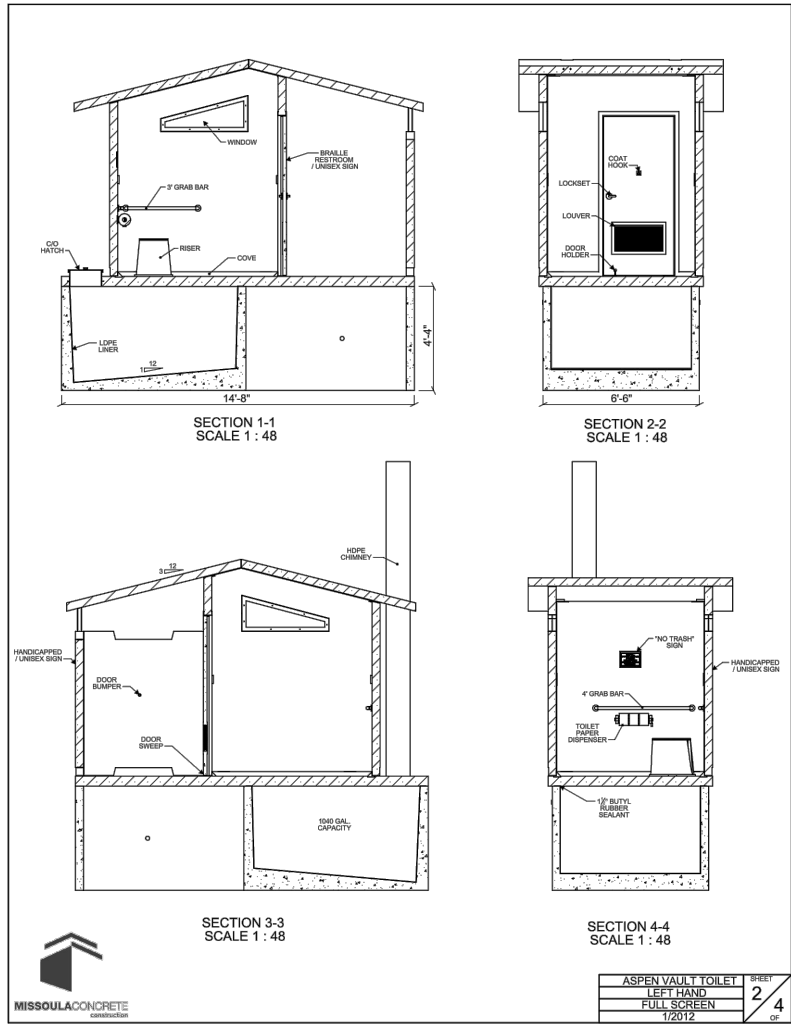 WINDOW
BRAILLE
RESTROOM
/ UNISEX SIGN
3' GRAB BAR
C/O
HATCH
RISER
COVE
LDPE
LINER
12
1
4'-4"
14'-8"
SECTION 1-1
SCALE 1 : 48
COAT
HOOK
LOCKSET
LOUVER
DOOR
HOLDER
6'-6"
SECTION 2-2
SCALE 1 : 48
HDPE
CHIMNEY
12
3
HANDICAPPED
/ UNISEX SIGN
DOOR
BUMPER
DOOR
SWEEP
1040 GAL.
CAPACITY
SECTION 3-3
SCALE 1 : 48
"NO TRASH"
SIGN
HANDICAPPED
/ UNISEX SIGN
4' GRAB BAR
TOILET
PAPER
DISPENSER
BUTYL
RUBBER
SEALANT
SECTION 4-4
SCALE 1 : 48
MISSOULACONCRETE
construction
ASPEN VAULT TOILET
LEFT HAND
FULL SCREEN
1/2012
SHEET
2
4
OF